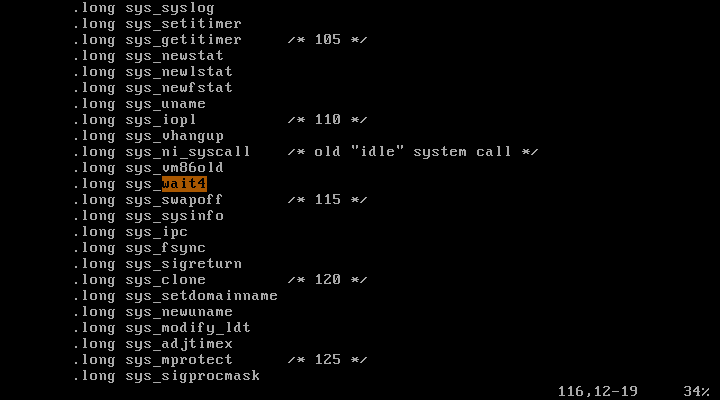 .long sys_syslog
.long sys_setitimer
.long sys_getitimer /* 105 */
.long sys_newstat
.long sys_newlstat
.long sys_newfstat
.long sys_uname
.long sys_iopl /* 110 */
.long sys_vhangup
.long sys_ni_syscall /* old "idle" system call */
.long sys_vm86old
.long sys_wait4
.long sys_swapoff /* 115 */
.long sys_sysinfo
.long sys_ipc
.long sys_fsync
.long sys_sigreturn
.long sys_clone /* 120 */
.long sys_setdomainname
.long sys_newuname
.long sys_modify_ldt
.long sys_adjtimex
.long sys_mprotect /* 125 */
.long sys_sigprocmask
116,12-19 34%